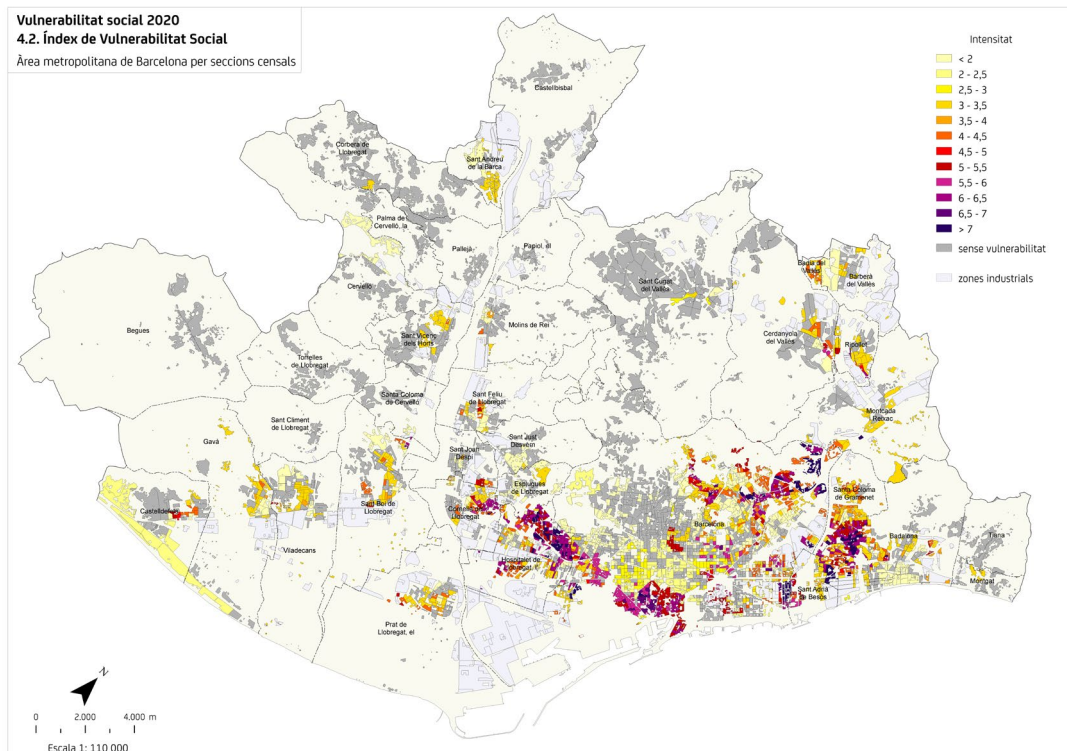 Vulnerabilitat social 2020
4.2. Índex de Vulnerabilitat Social
Àrea metropolitana de Barcelona per seccions censals
Intensitat
< 2
2 - 2,5
2,5 - 3
3 - 3,5
3,5 - 4
4 - 4,5
4,5 - 5
5 - 5,5
5,5 - 6
6 - 6,5
6,5 - 7
> 7
sense vulnerabilitat
zones industrials
Castellbisbal
Corbera de
Llobregat
Sant Andreu
de la Barca
Palma de
Cervelló, la
Pallejà
Papiol, el
Cervelló
Sant Cugat
del Vallès
Badia del
Vallès
Barberà
del Vallès
Begues
Sant Vicenç
dels Horts
Molins de Rei
Cerdanyola
del Vallès
Ripollet
Torrelles
de Llobregat
Santa Coloma
de Cervelló
Sant Feliu
de Llobregat
Montcada
i Reixac
Sant Climent
de Llobregat
Gavà
Sant Just
Desvern
Sant Joan
Despí
Esplugues
de Llobregat
Santa Coloma
de Gramenet
Castelldefels
Sant Boi de
Llobregat
Cornellà de
Llobregat
Barcelona
Badalona
Tiana
Viladecans
Hospitalet de
Llobregat, l'
Montgat
Sant Adrià
de Besòs
Prat de
Llobregat, el
N
0 2.000 4.000 m
Escala 1: 110.000